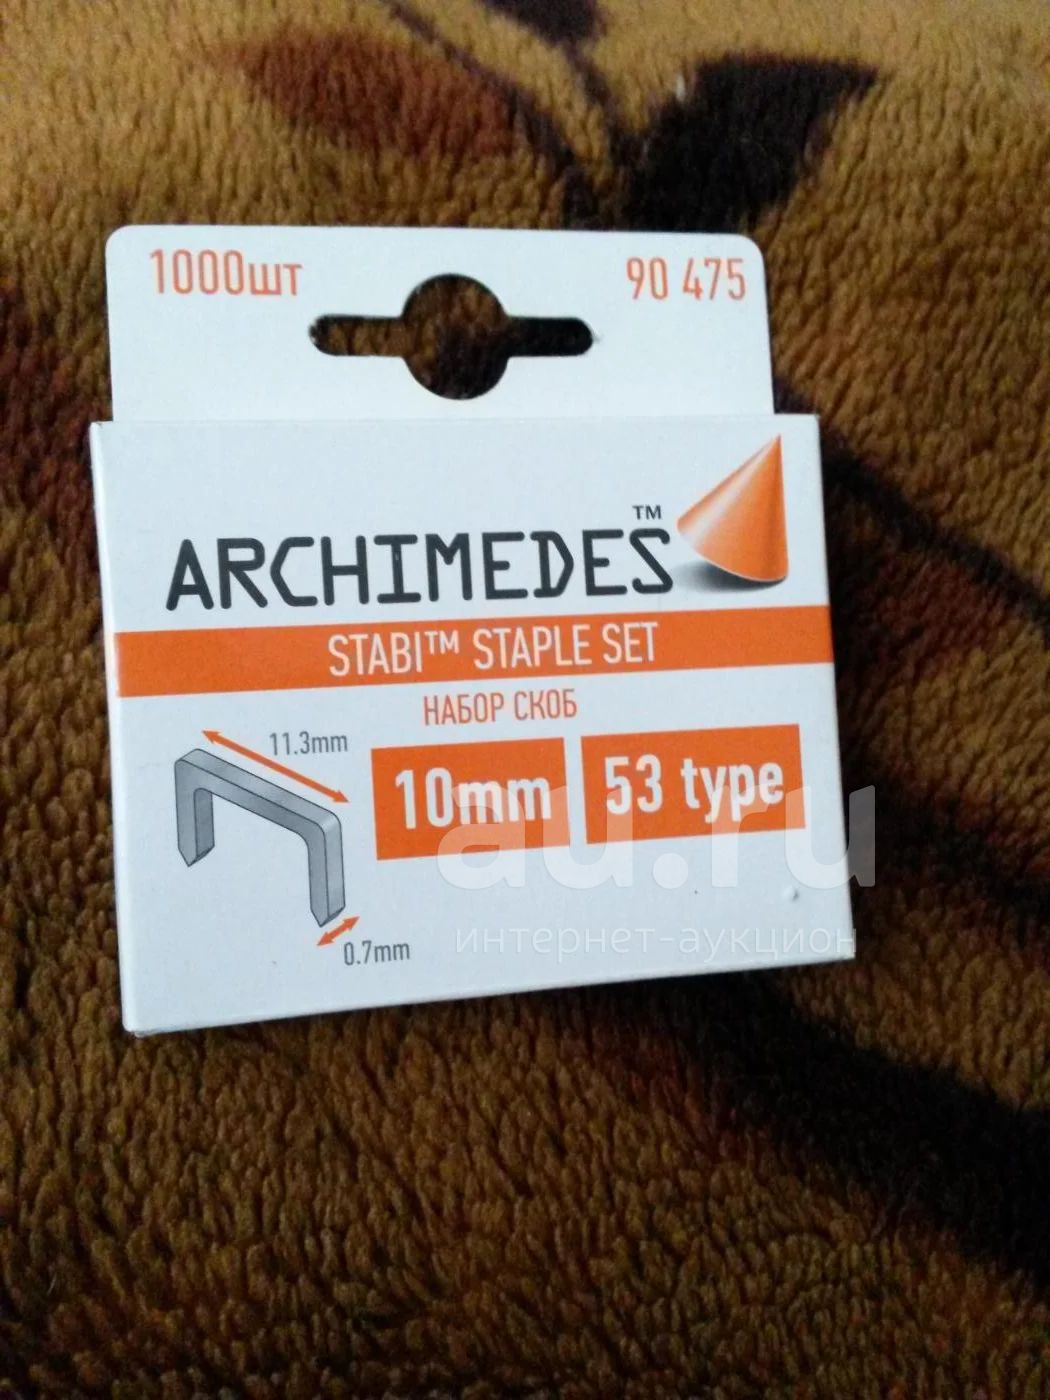 1000шт
90 475
ARCHIMEDES™
STABI™ STAPLE SET
НАБОР СКОБ
11.3mm
10mm
53 type
0.7mm
au.ru
интернет-аукцион